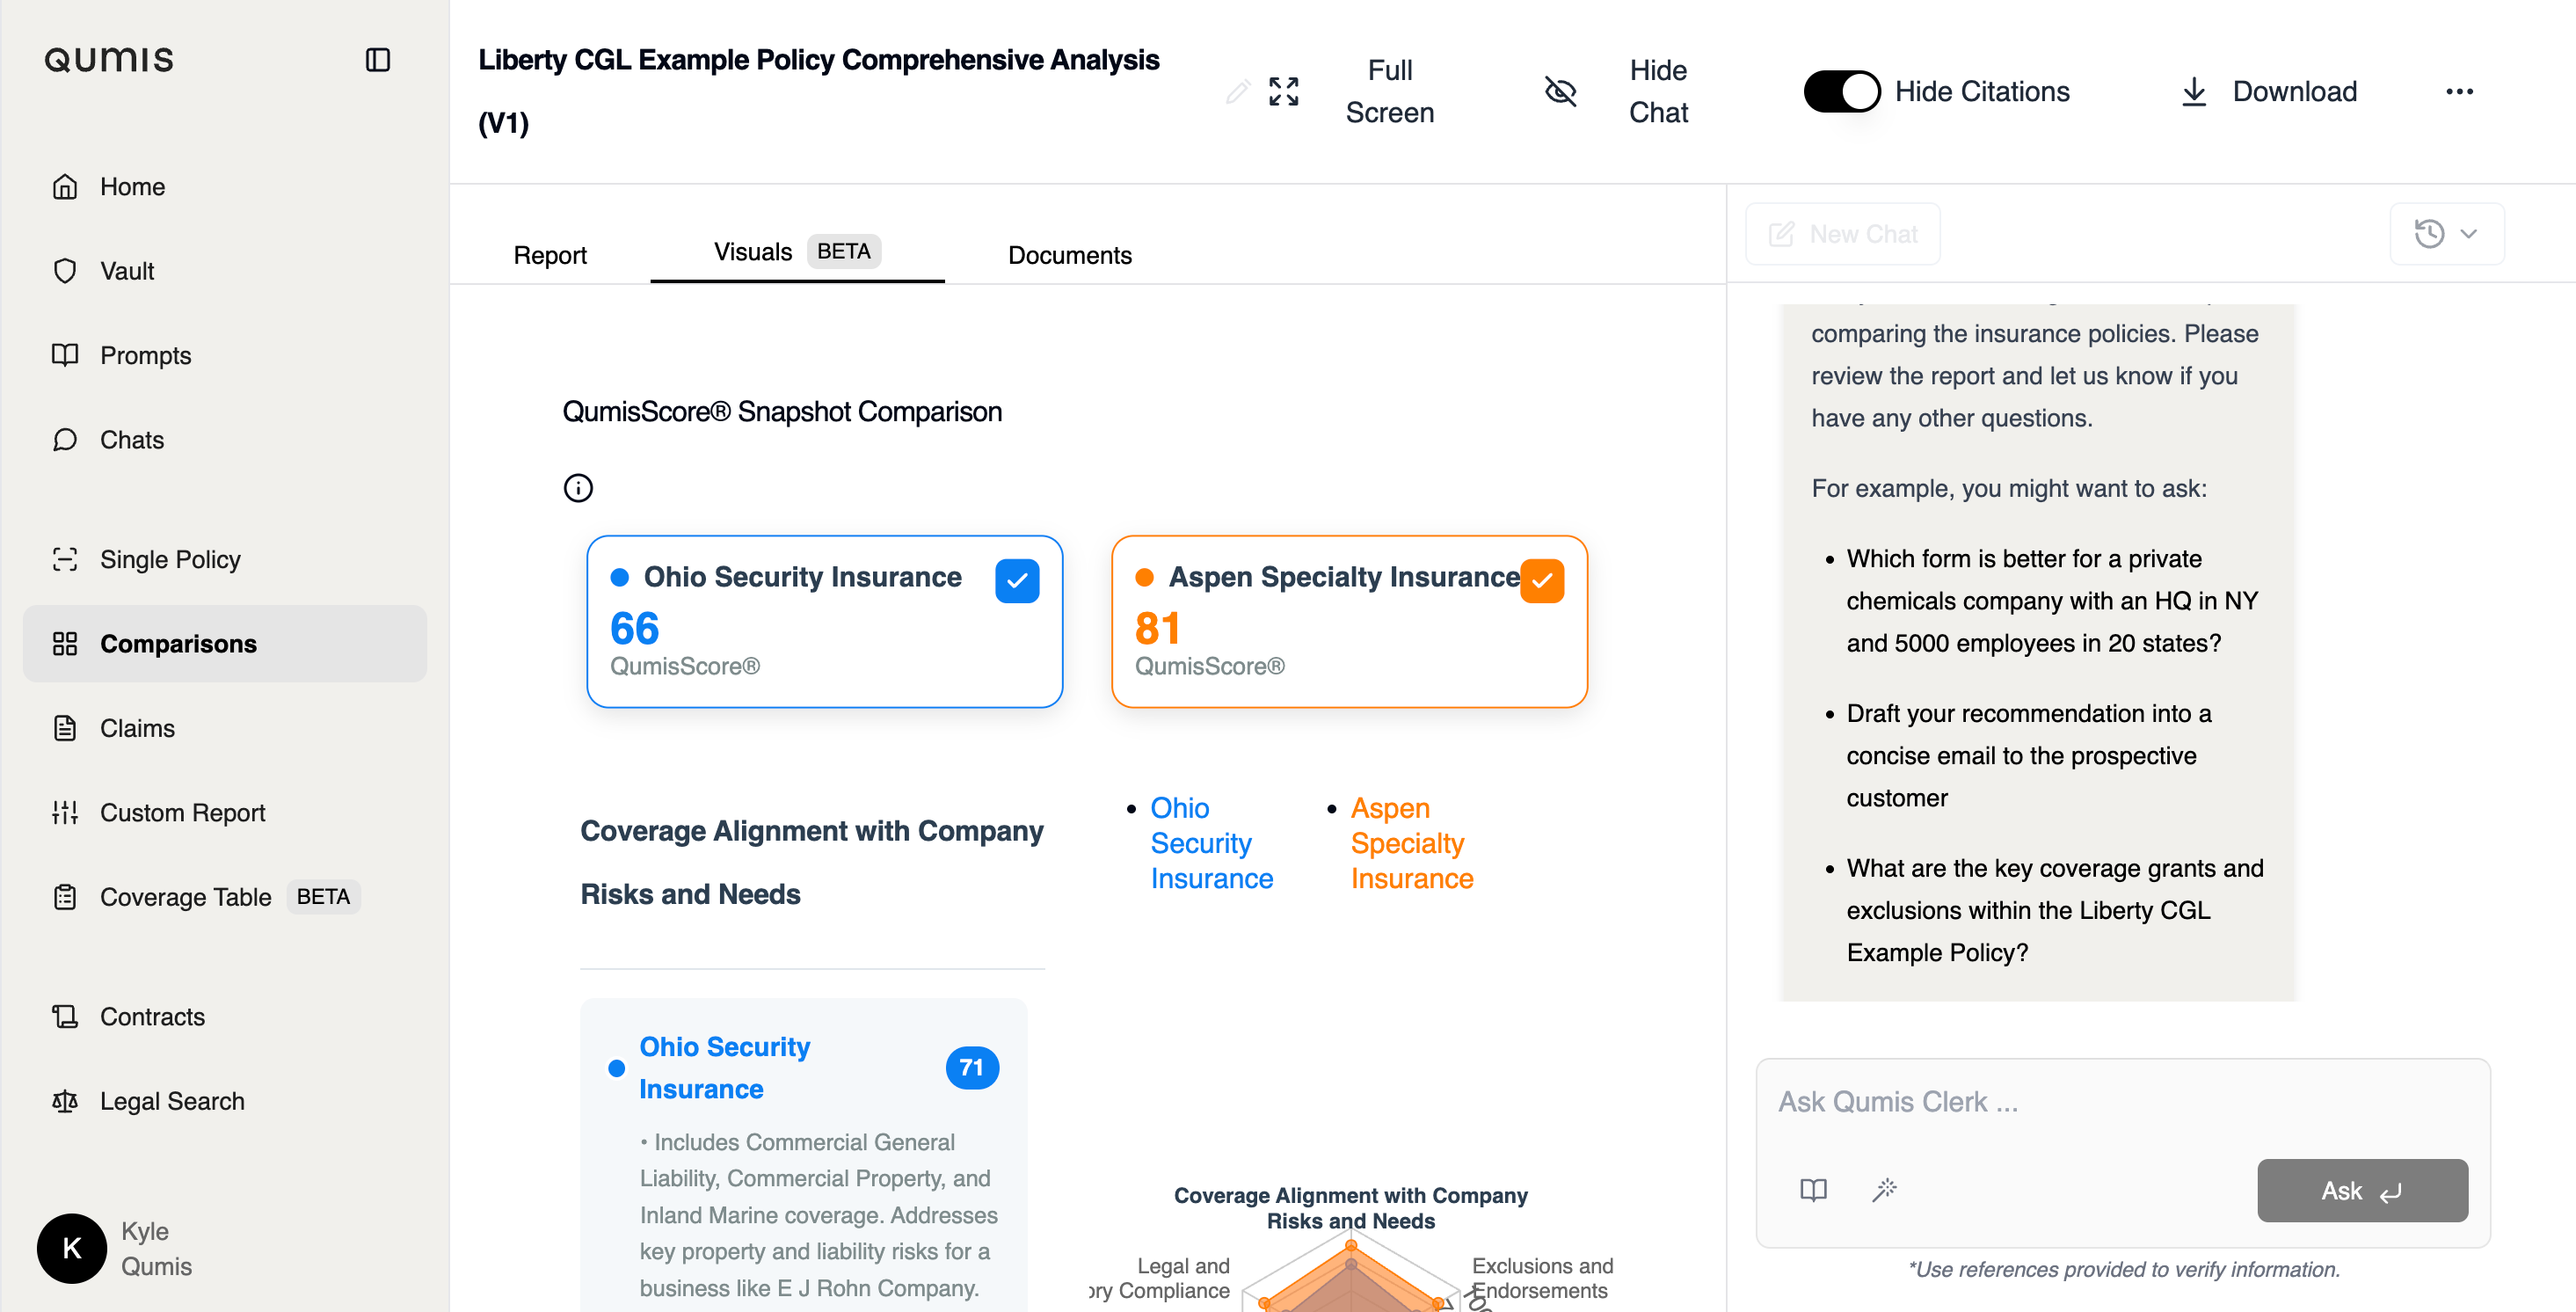 Qumis
Home
Vault
Prompts
Chats
Single Policy
Comparisons
Claims
Custom Report
Coverage Table BETA
Contracts
Legal Search
K
Kyle
Qumis
Liberty CGL Example Policy Comprehensive Analysis
(V1)
Full
Screen
Hide
Chat
Hide Citations
Download
Report
Visuals BETA
Documents
QumisScore® Snapshot Comparison
Ohio Security Insurance
66
QumisScore®
Aspen Specialty Insurance
81
QumisScore®
Coverage Alignment with Company
Risks and Needs
• Ohio
Security
Insurance
• Aspen
Specialty
Insurance
Ohio Security
Insurance
71
• Includes Commercial General
Liability, Commercial Property, and
Inland Marine coverage. Addresses
key property and liability risks for a
business like E J Rohn Company.
Coverage Alignment with Company
Risks and Needs
Legal and
ory Compliance
Exclusions and
Endorsements
New Chat
comparing the insurance policies. Please
review the report and let us know if you
have any other questions.
For example, you might want to ask:
• Which form is better for a private
chemicals company with an HQ in NY
and 5000 employees in 20 states?
• Draft your recommendation into a
concise email to the prospective
customer
• What are the key coverage grants and
exclusions within the Liberty CGL
Example Policy?
Ask Qumis Clerk ...
Ask
*Use references provided to verify information.